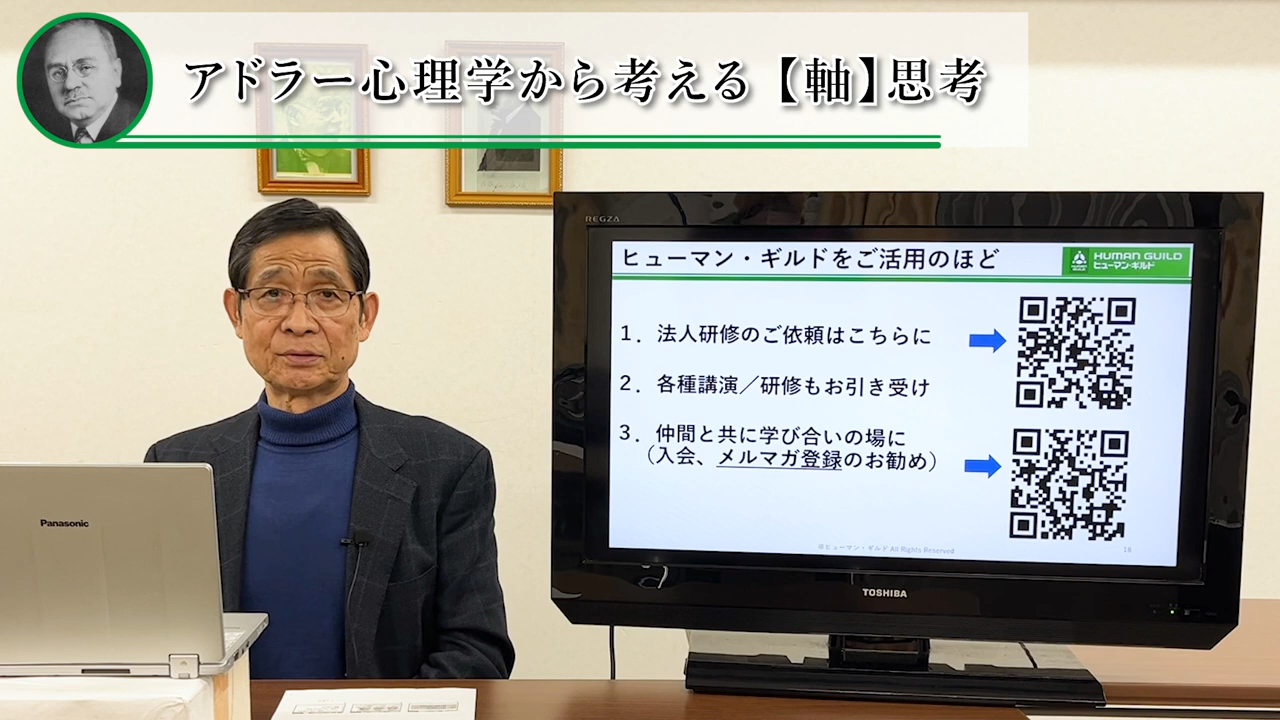 アドラー心理学から考える【軸】思考
REGZA
ヒューマン・ギルドをご活用のほど
HUMAN GUILD
ヒューマン・ギルド
1．法人研修のご依頼はこちらに
2．各種講演／研修もお引き受け
3．仲間と共に学び合いの場に
（入会、メルマガ登録のお勧め）
©ヒューマン・ギルド All Rights Reserved
18
TOSHIBA
Panasonic